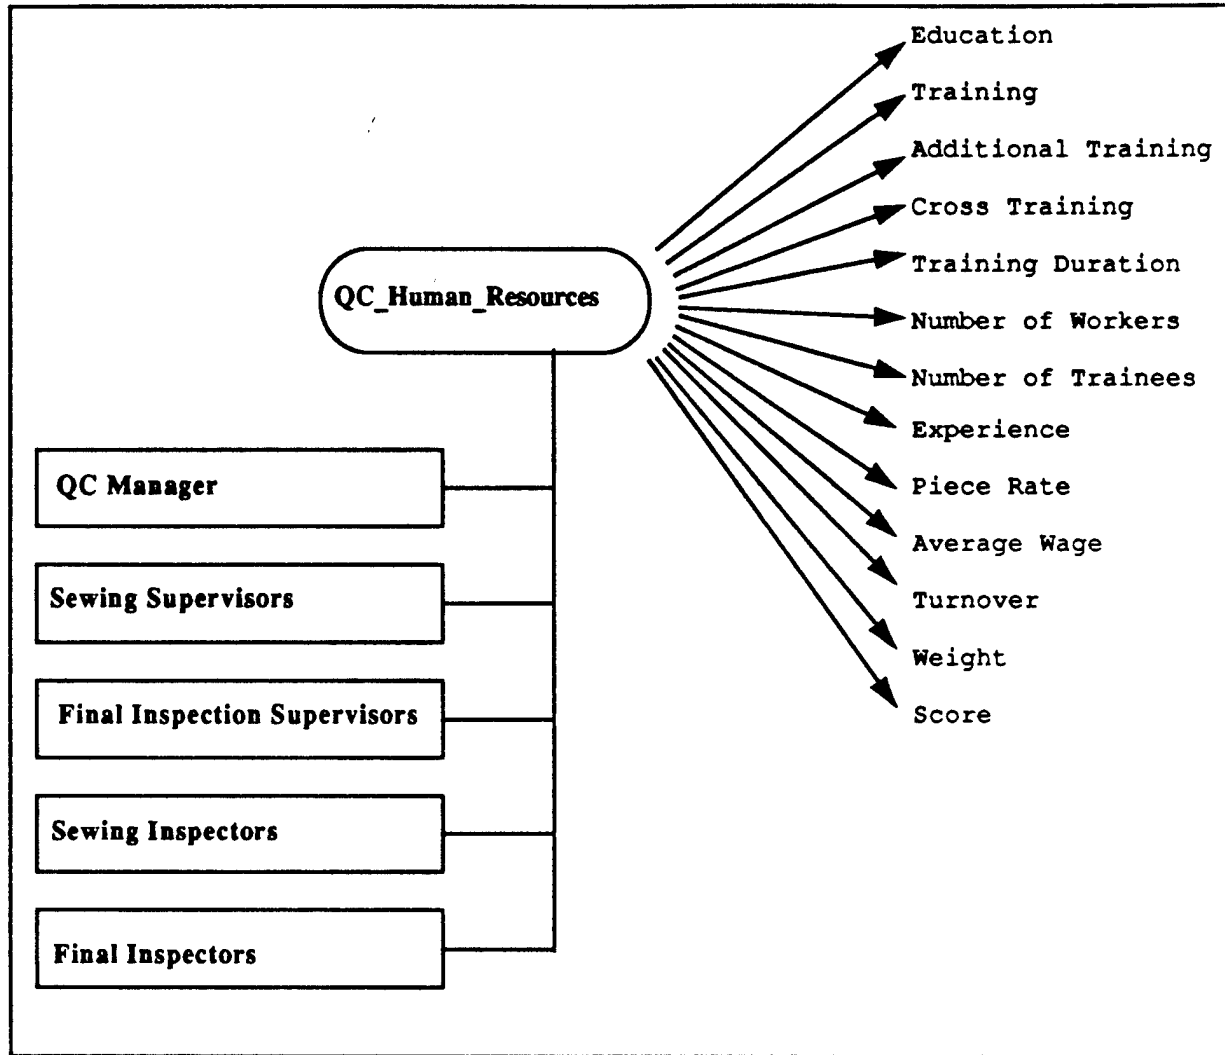 Education
Training
Additional Training
Cross Training
Training Duration
Number of Workers
Number of Trainees
Experience
Piece Rate
Average Wage
Turnover
Weight
Score
QC_Human_Resources
QC Manager
Sewing Supervisors
Final Inspection Supervisors
Sewing Inspectors
Final Inspectors